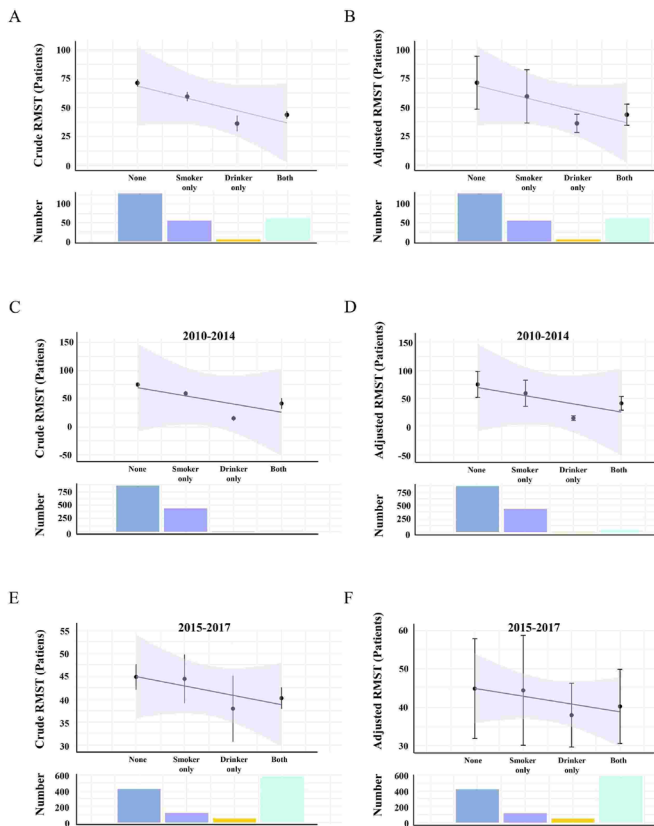 A
B
Crude RMST (Patients)
100
75
50
25
0
None
Smoker only
Drinker only
Both
Number
100
50
0
Adjusted RMST (Patients)
100
75
50
25
0
None
Smoker only
Drinker only
Both
Number
100
50
0
C
D
2010-2014
Crude RMST (Patiens)
150
100
50
0
-50
None
Smoker only
Drinker only
Both
Number
750
500
250
0
2010-2014
Adjusted RMST (Patiens)
150
100
50
0
-50
None
Smoker only
Drinker only
Both
Number
750
500
250
0
E
F
2015-2017
Crude RMST (Patiens)
55
50
45
40
35
30
None
Smoker only
Drinker only
Both
Number
600
400
200
0
2015-2017
Adjusted RMST (Patiens)
60
50
40
30
None
Smoker only
Drinker only
Both
Number
600
400
200
0